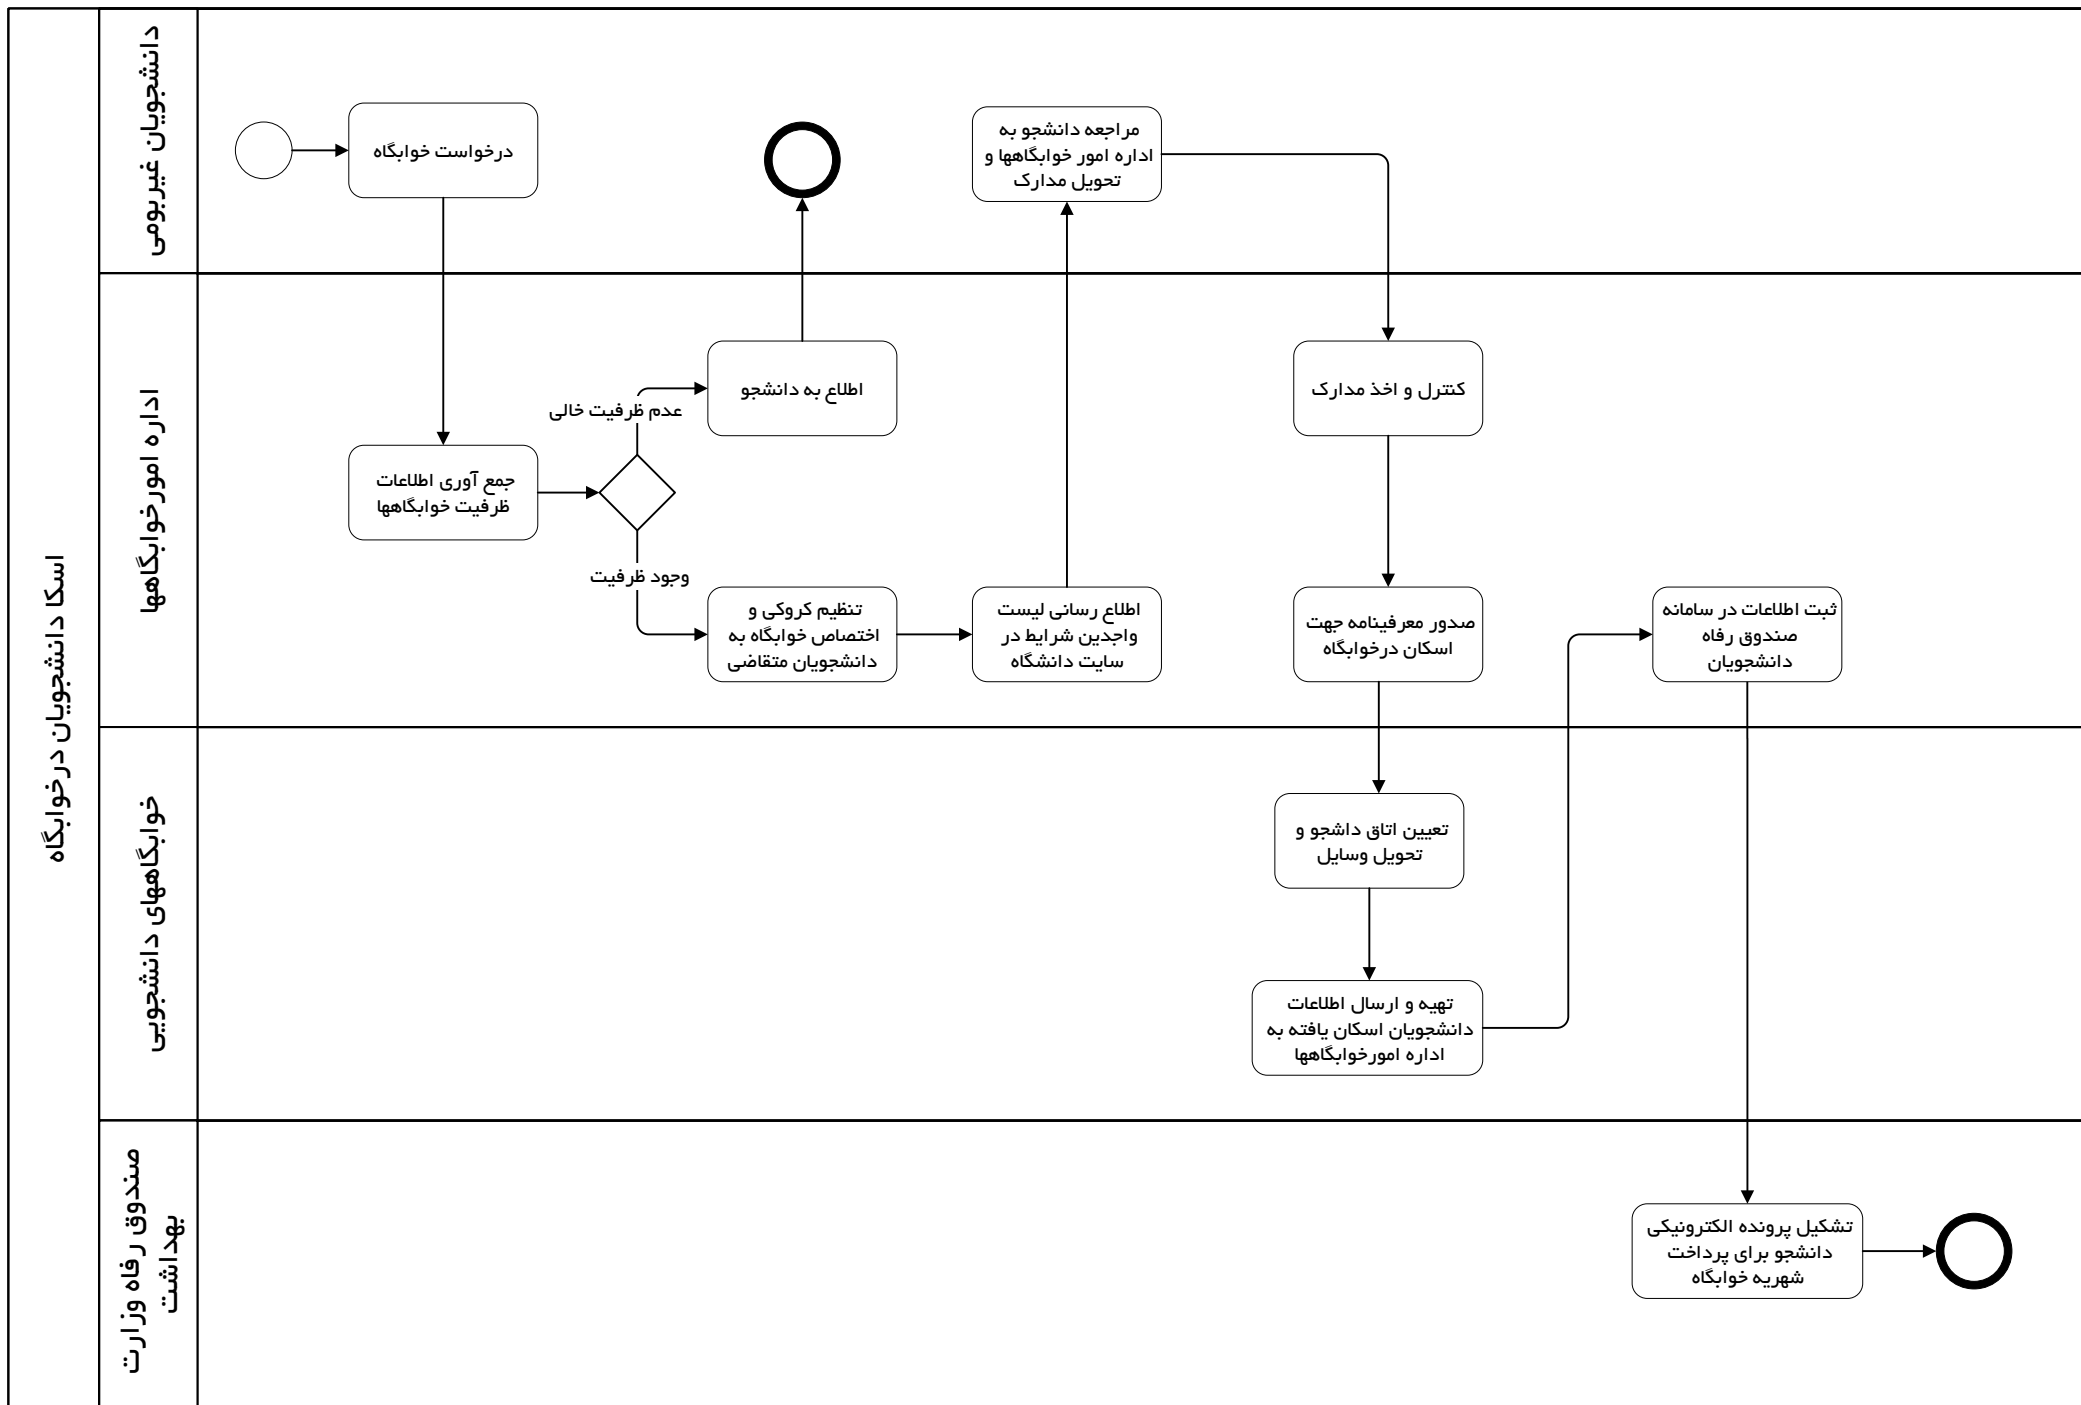 اسکا دانشجویان درخوابگاه
دانشجویان غیربومی
درخواست خوابگاه
مراجعه دانشجو به
اداره امور خوابگاهها و
تحویل مدارک
اداره امورخوابگاهها
جمع آوری اطلاعات
ظرفیت خوابگاهها
عدم ظرفیت خالی
اطلاع به دانشجو
وجود ظرفیت
تنظیم کروکی و
اختصاص خوابگاه به
دانشجویان متقاضی
اطلاع رسانی لیست
واجدین شرایط در
سایت دانشگاه
کنترل و اخذ مدارک
صدور معرفینامه جهت
اسکان درخوابگاه
ثبت اطلاعات در سامانه
صندوق رفاه
دانشجویان
خوابگاههای دانشجویی
تعیین اتاق داشجو و
تحویل وسایل
تهیه و ارسال اطلاعات
دانشجویان اسکان یافته به
اداره امورخوابگاهها
صندوق رفاه وزارت
بهداشت
تشکیل پرونده الکترونیکی
دانشجو برای پرداخت
شهریه خوابگاه